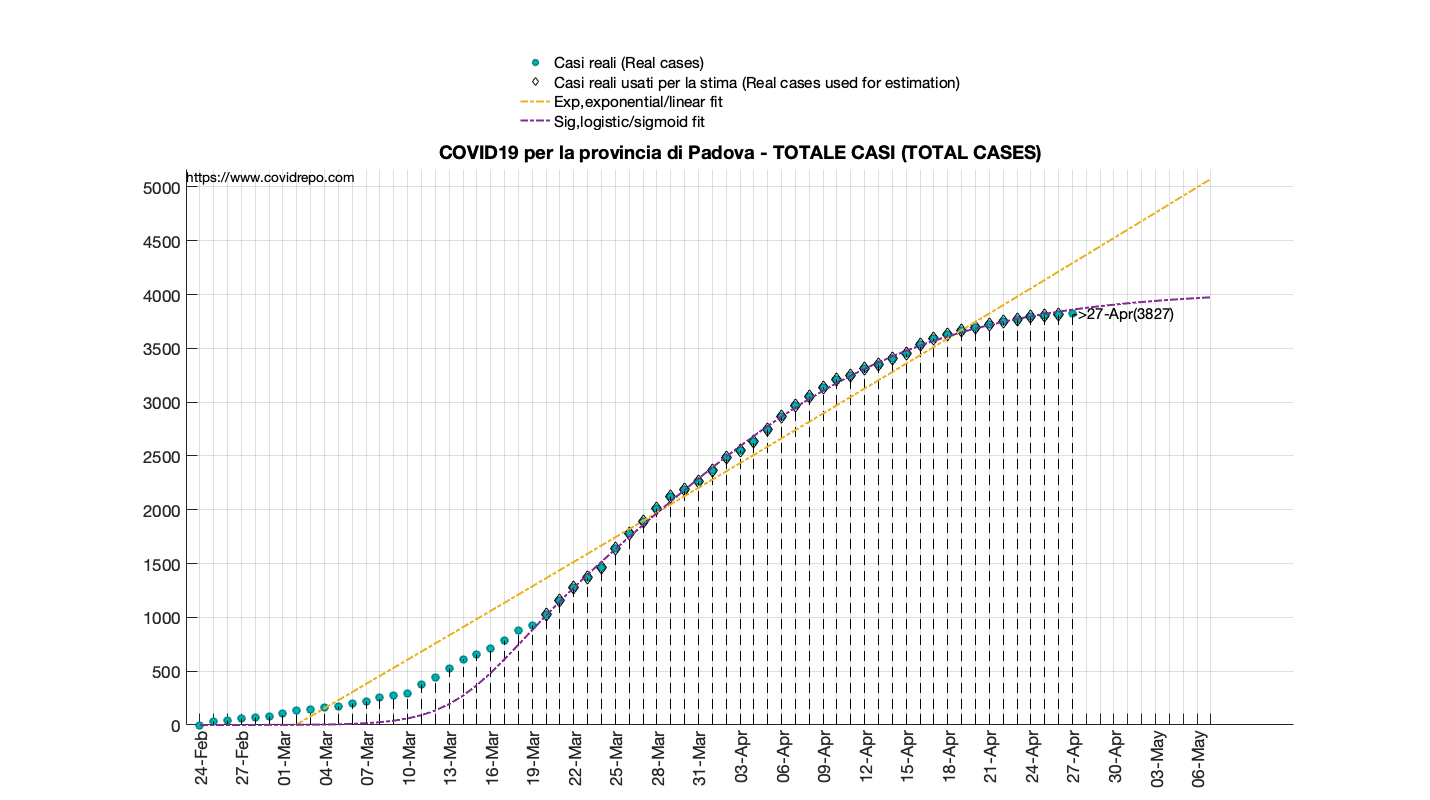 Casi reali (Real cases)
Casi reali usati per la stima (Real cases used for estimation)
Exp,exponential/linear fit
Sig,logistic/sigmoid fit
COVID19 per la provincia di Padova - TOTALE CASI (TOTAL CASES)
https://www.covidrepo.com
5000
4500
4000
3500
3000
2500
2000
1500
1000
500
0
>27-Apr(3827)
24-Feb
27-Feb
01-Mar
04-Mar
07-Mar
10-Mar
13-Mar
16-Mar
19-Mar
22-Mar
25-Mar
28-Mar
31-Mar
03-Apr
06-Apr
09-Apr
12-Apr
15-Apr
18-Apr
21-Apr
24-Apr
27-Apr
30-Apr
03-May
06-May